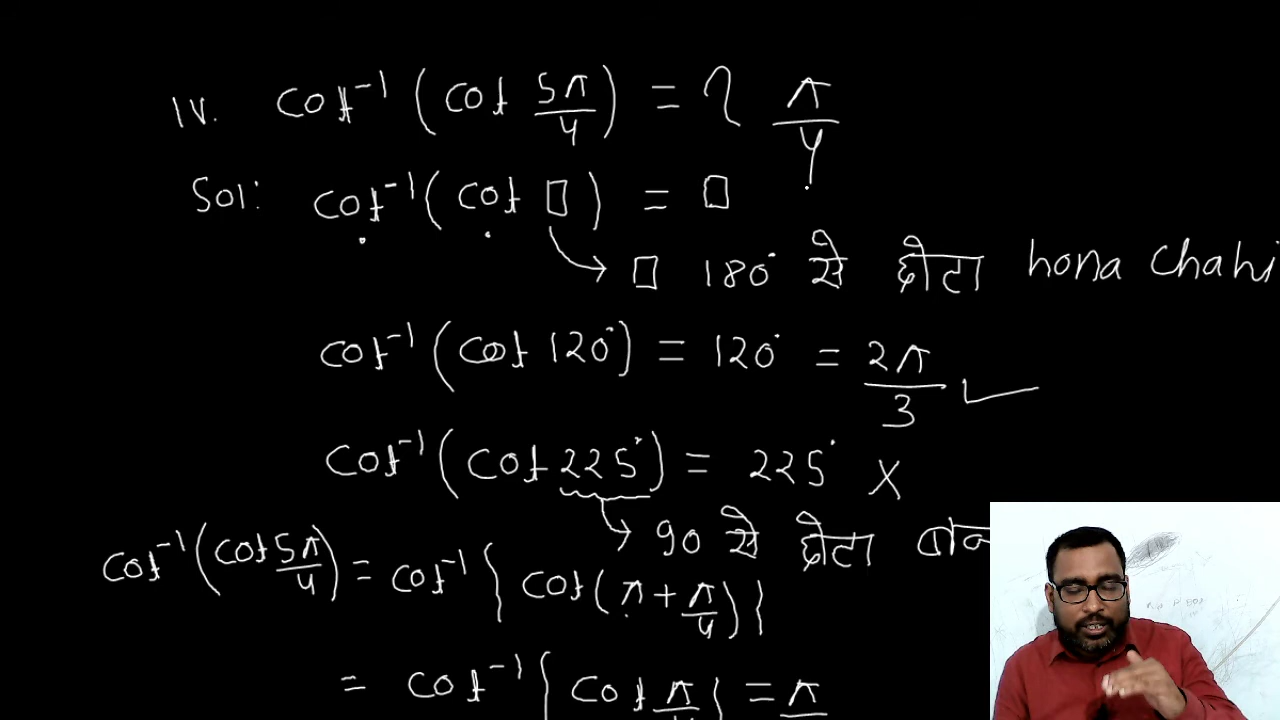 IV. cot⁻¹(cot 5π/4) = ? π/4
Sol: cot⁻¹(cot □) = □
□ 180° से छोटा hona chahi
cot⁻¹(cot 120°) = 120° = 2π/3 ✓
cot⁻¹(cot 225°) = 225° ×
90 से छोटा
cot⁻¹(cot 5π/4) = cot⁻¹{cot(π + π/4)}
= cot⁻¹{cot π/4} = π